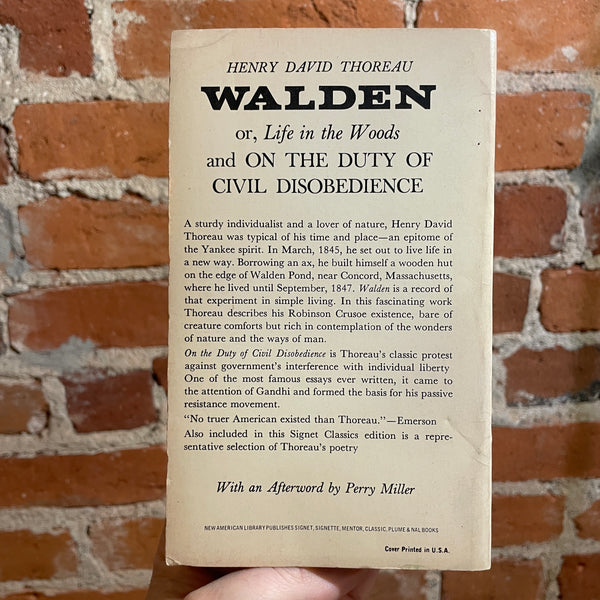 HENRY DAVID THOREAU
WALDEN
or, Life in the Woods
and ON THE DUTY OF
CIVIL DISOBEDIENCE
A sturdy individualist and a lover of nature, Henry David
Thoreau was typical of his time and place—an epitome of
the Yankee spirit. In March, 1845, he set out to live life in
a new way. Borrowing an ax, he built himself a wooden hut
on the edge of Walden Pond, near Concord, Massachusetts,
where he lived until September, 1847. Walden is a record of
that experiment in simple living. In this fascinating work
Thoreau describes his Robinson Crusoe existence, bare of
creature comforts but rich in contemplation of the wonders
of nature and the ways of man.
On the Duty of Civil Disobedience is Thoreau's classic protest
against government's interference with individual liberty
One of the most famous essays ever written, it came to
the attention of Gandhi and formed the basis for his passive
resistance movement.
"No truer American existed than Thoreau."—Emerson
Also included in this Signet Classics edition is a repre-
sentative selection of Thoreau's poetry
With an Afterword by Perry Miller
NEW AMERICAN LIBRARY PUBLISHES SIGNET, SIGNETTE, MENTOR, CLASSIC, PLUME & NAL BOOKS
Cover Printed in U.S.A.